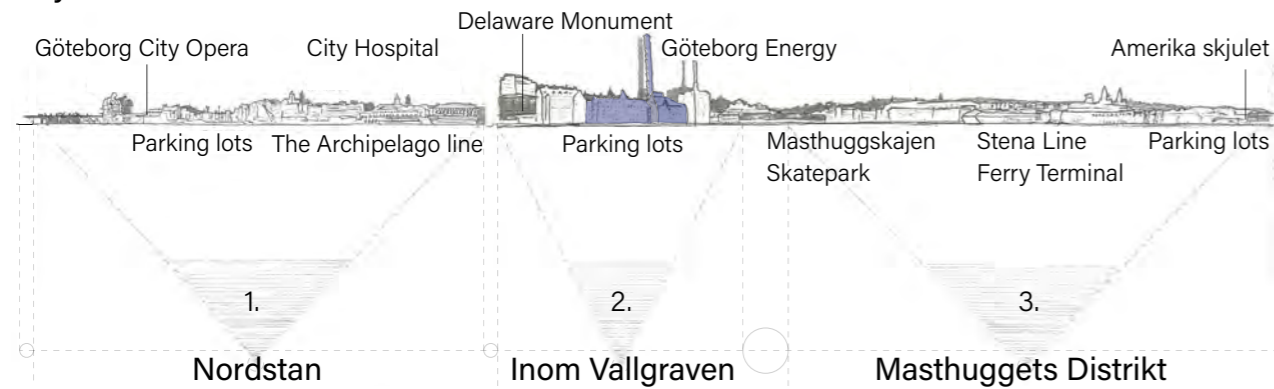 Delaware Monument
Göteborg City Opera
City Hospital
Göteborg Energy
Amerika skjulet
Parking lots
The Archipelago line
Parking lots
Masthuggskajen
Skatepark
Stena Line
Ferry Terminal
Parking lots
1.
2.
3.
Nordstan
Inom Vallgraven
Masthuggets Distrikt